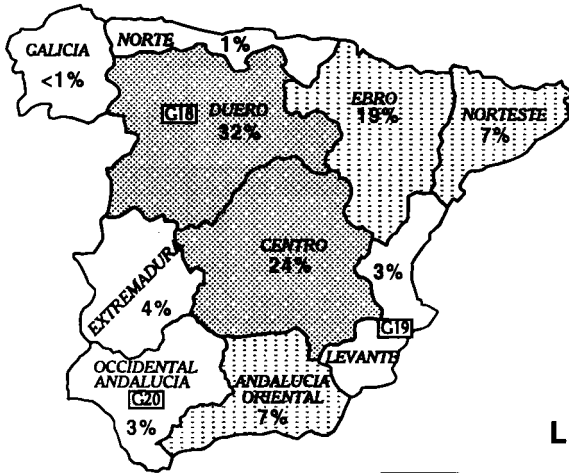 GALICIA
<1%
NORTE
1%
G18 DUERO
32%
EBRO
19%
NORTESTE
7%
CENTRO
24%
3%
EXTREMADURA
4%
G19
LEVANTE
OCCIDENTAL
ANDALUCIA
G20
3%
ANDALUCIA
ORIENTAL
7%
L